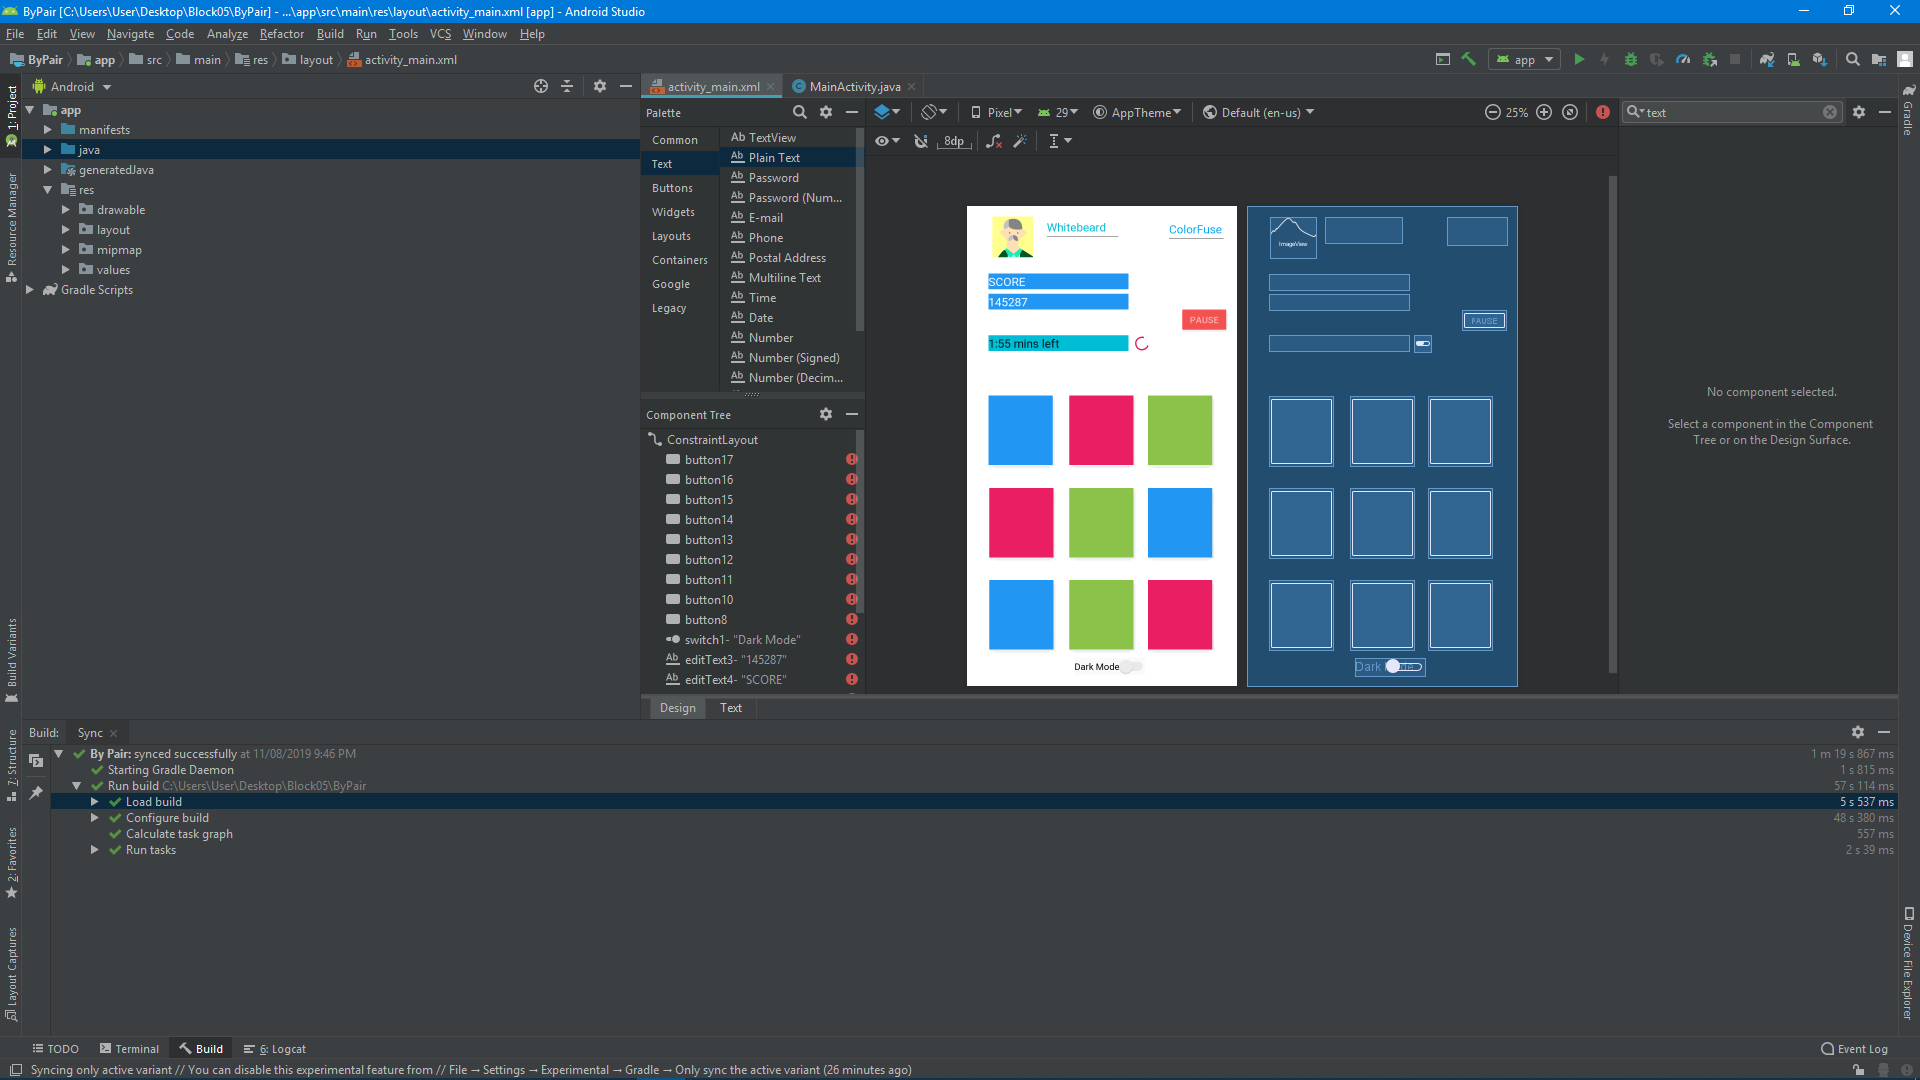 ByPair [C:\Users\User\Desktop\Block05\ByPair] - ...\app\src\main\res\layout\activity_main.xml [app] - Android Studio
File Edit View Navigate Code Analyze Refactor Build Run Tools VCS Window Help
ByPair app src main res layout activity_main.xml
app
1: Project
Resource Manager
Build Variants
7: Structure
2: Favorites
Layout Captures
Android
app
manifests
java
generatedJava
res
drawable
layout
mipmap
values
Gradle Scripts
activity_main.xml MainActivity.java
Palette
Common
Text
Buttons
Widgets
Layouts
Containers
Google
Legacy
Ab TextView
Ab Plain Text
Ab Password
Ab Password (Num...
Ab E-mail
Ab Phone
Ab Postal Address
Ab Multiline Text
Ab Time
Ab Date
Ab Number
Ab Number (Signed)
Ab Number (Decim...
Component Tree
ConstraintLayout
button17
button16
button15
button14
button13
button12
button11
button10
button8
switch1- "Dark Mode"
Ab editText3- "145287"
Ab editText4- "SCORE"
Pixel 29 AppTheme Default (en-us) 25%
8dp
Whitebeard
ColorFuse
SCORE
145287
PAUSE
1:55 mins left
Dark Mode
ImageView
PAUSE
Dark
text
No component selected.
Select a component in the Component
Tree or on the Design Surface.
Gradle
Device File Explorer
Design Text
Build: Sync
By Pair: synced successfully at 11/08/2019 9:46 PM 1 m 19 s 867 ms
Starting Gradle Daemon 1 s 815 ms
Run build C:\Users\User\Desktop\Block05\ByPair 57 s 114 ms
Load build 5 s 537 ms
Configure build 48 s 380 ms
Calculate task graph 557 ms
Run tasks 2 s 39 ms
TODO Terminal Build 6: Logcat Event Log
Syncing only active variant // You can disable this experimental feature from // File → Settings → Experimental → Gradle → Only sync the active variant (26 minutes ago)